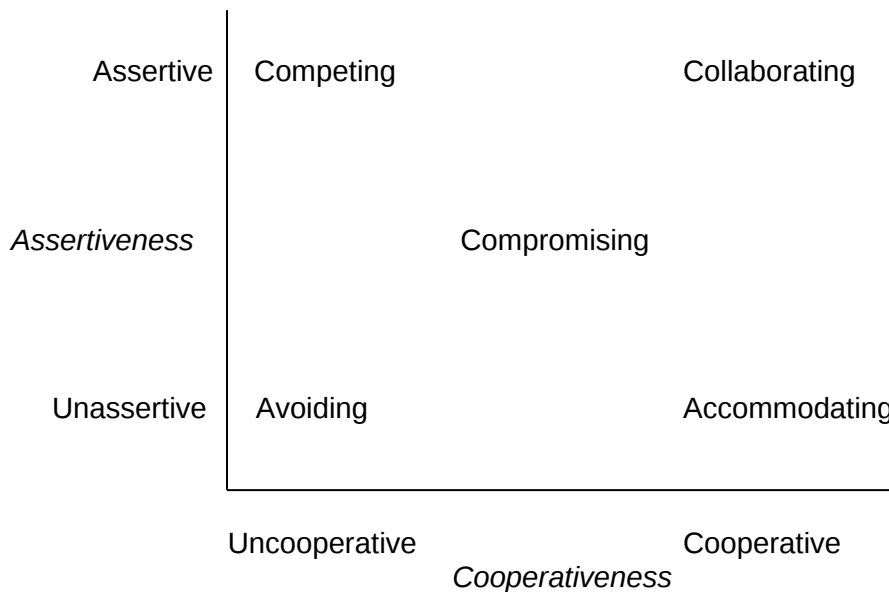 Assertive Competing Collaborating
Assertiveness Compromising
Unassertive Avoiding Accommodating
Uncooperative Cooperative
Cooperativeness